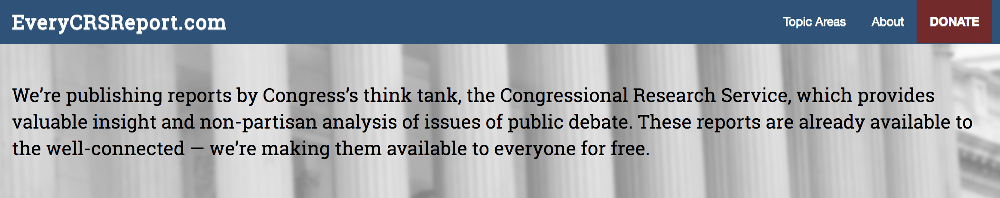 EveryCRSReport.com
Topic Areas
About
DONATE
We’re publishing reports by Congress’s think tank, the Congressional Research Service, which provides
valuable insight and non-partisan analysis of issues of public debate. These reports are already available to
the well-connected — we’re making them available to everyone for free.